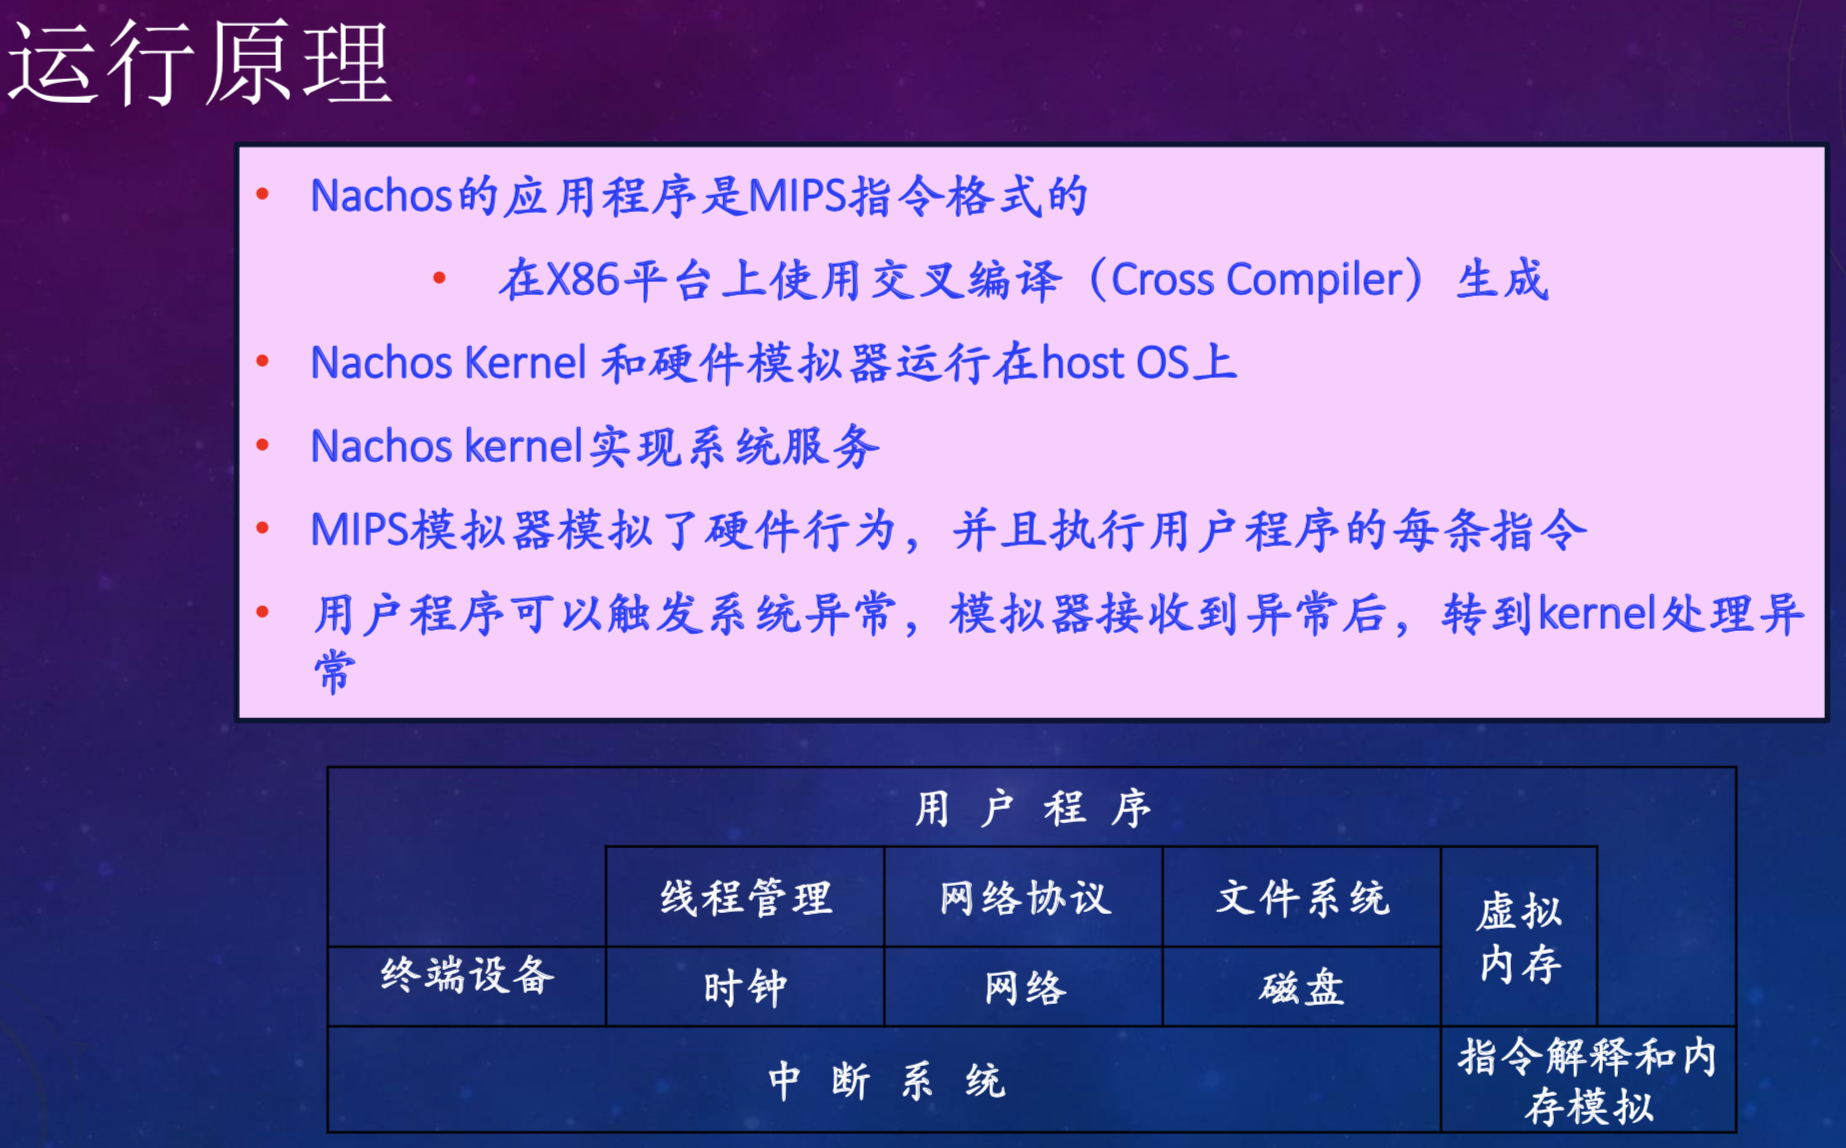 运行原理
• Nachos的应用程序是MIPS指令格式的
• 在X86平台上使用交叉编译（Cross Compiler）生成
• Nachos Kernel 和硬件模拟器运行在host OS上
• Nachos kernel实现系统服务
• MIPS模拟器模拟了硬件行为，并且执行用户程序的每条指令
• 用户程序可以触发系统异常，模拟器接收到异常后，转到kernel处理异
常
用 户 程 序
线程管理 网络协议 文件系统
虚拟
内存
终端设备 时钟 网络 磁盘
中 断 系 统
指令解释和内
存模拟